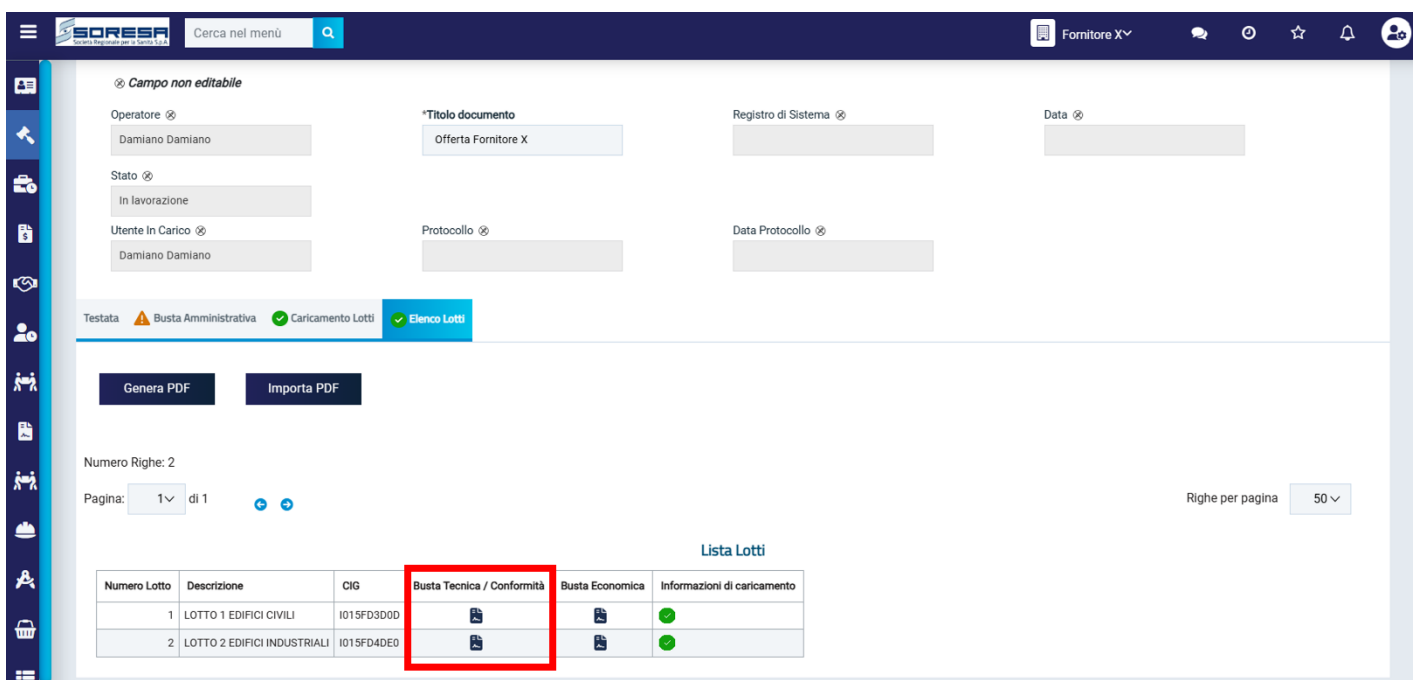 SORESA
Società Regionale per la Sanità S.p.A.
Cerca nel menù
Fornitore X
Campo non editabile
Operatore
*Titolo documento
Registro di Sistema
Data
Damiano Damiano
Offerta Fornitore X
Stato
In lavorazione
Utente In Carico
Protocollo
Data Protocollo
Damiano Damiano
Testata
Busta Amministrativa
Caricamento Lotti
Elenco Lotti
Genera PDF
Importa PDF
Numero Righe: 2
Pagina: 1 di 1
Righe per pagina 50
Lista Lotti
Numero Lotto Descrizione CIG Busta Tecnica / Conformità Busta Economica Informazioni di caricamento
1 LOTTO 1 EDIFICI CIVILI I015FD3D0D
2 LOTTO 2 EDIFICI INDUSTRIALI I015FD4DE0